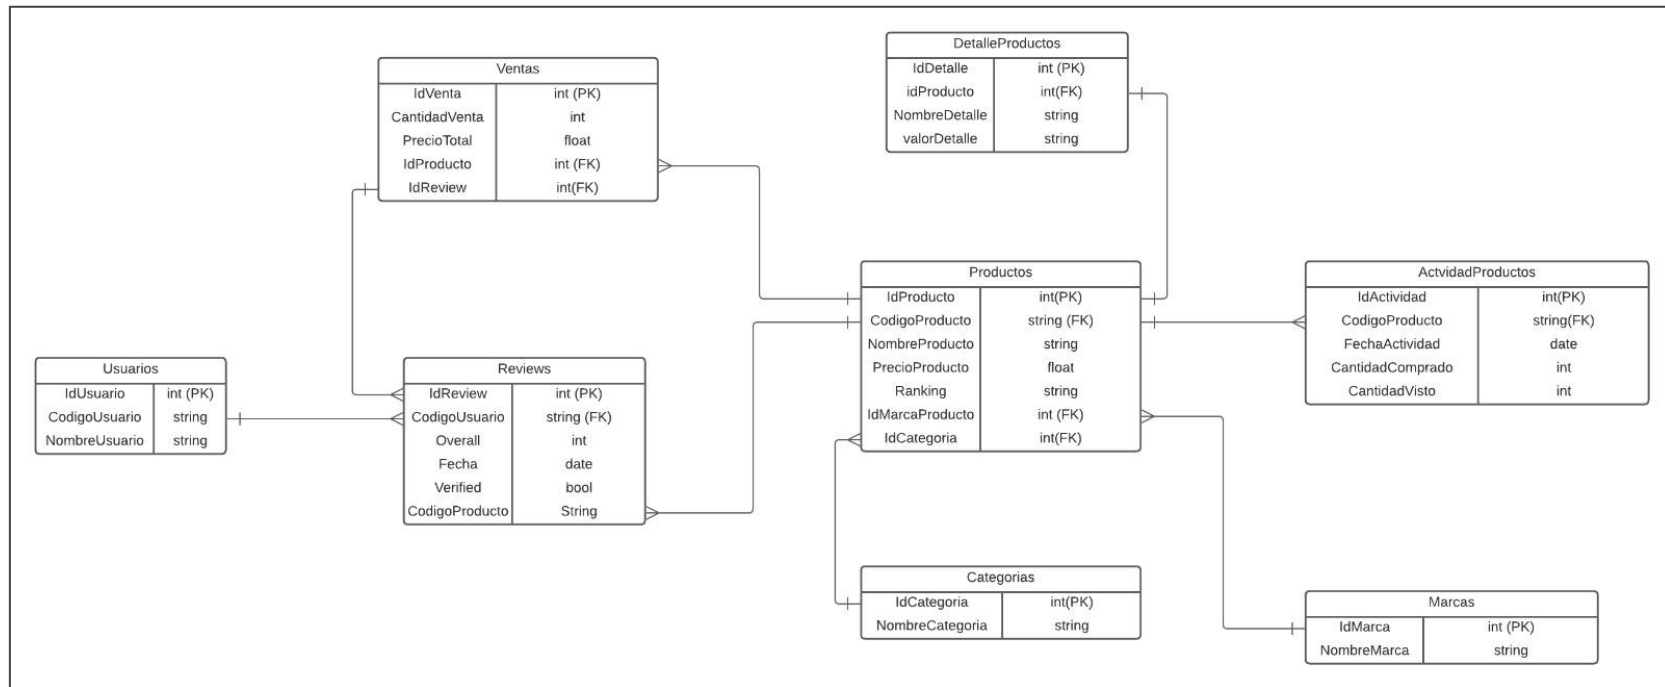 DetalleProductos
IdDetalle int (PK)
idProducto int(FK)
NombreDetalle string
valorDetalle string
Ventas
IdVenta int (PK)
CantidadVenta int
PrecioTotal float
IdProducto int (FK)
IdReview int(FK)
Productos
IdProducto int(PK)
CodigoProducto string (FK)
NombreProducto string
PrecioProducto float
Ranking string
IdMarcaProducto int (FK)
IdCategoria int(FK)
ActvidadProductos
IdActividad int(PK)
CodigoProducto string(FK)
FechaActividad date
CantidadComprado int
CantidadVisto int
Usuarios
IdUsuario int (PK)
CodigoUsuario string
NombreUsuario string
Reviews
IdReview int (PK)
CodigoUsuario string (FK)
Overall int
Fecha date
Verified bool
CodigoProducto String
Categorias
IdCategoria int(PK)
NombreCategoria string
Marcas
IdMarca int (PK)
NombreMarca string